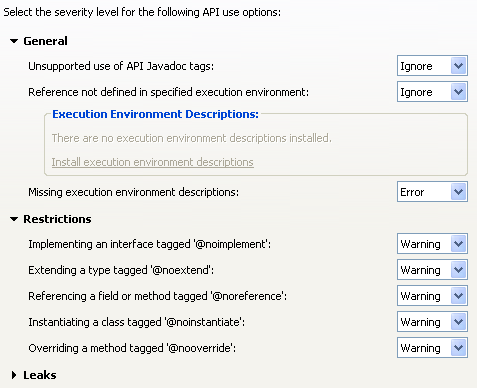 Select the severity level for the following API use options:
General
Unsupported use of API Javadoc tags: Ignore
Reference not defined in specified execution environment: Ignore
Execution Environment Descriptions:
There are no execution environment descriptions installed.
Install execution environment descriptions
Missing execution environment descriptions: Error
Restrictions
Implementing an interface tagged '@noimplement': Warning
Extending a type tagged '@noextend': Warning
Referencing a field or method tagged '@noreference': Warning
Instantiating a class tagged '@noinstantiate': Warning
Overriding a method tagged '@nooverride': Warning
Leaks